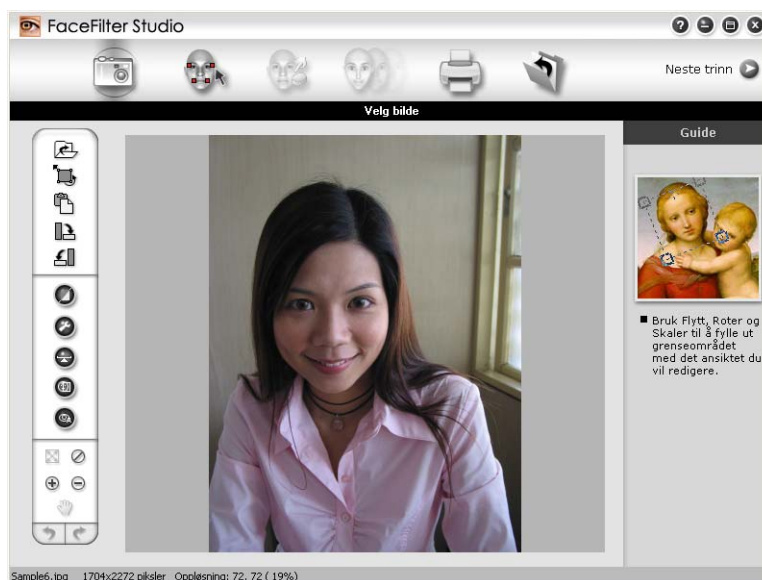 FaceFilter Studio
Neste trinn
Velg bilde
Guide
Bruk Flytt, Roter og
Skaler til å fylle ut
grenseområdet
med det ansiktet du
vil redigere.
Sample6.jpg 1704x2272 piksler Oppløsning: 72, 72 ( 19%)